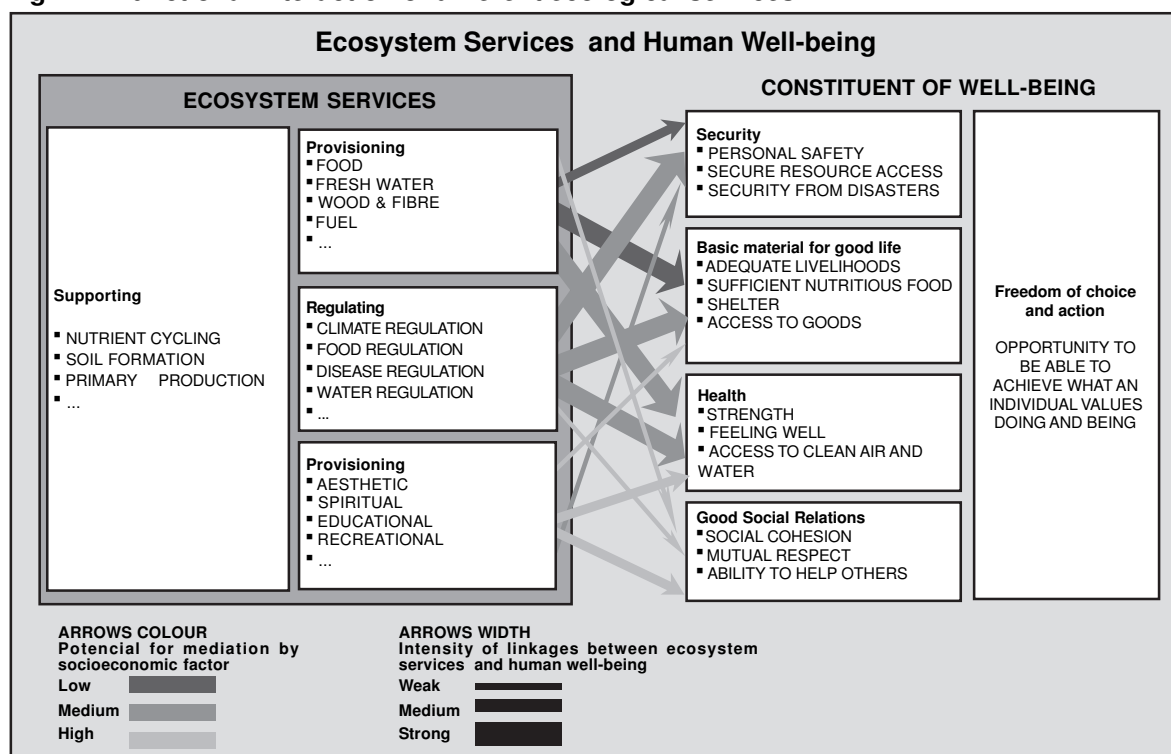 Ecosystem Services and Human Well-being
ECOSYSTEM SERVICES
Supporting
▪ NUTRIENT CYCLING
▪ SOIL FORMATION
▪ PRIMARY PRODUCTION
▪ ...
Provisioning
▪ FOOD
▪ FRESH WATER
▪ WOOD & FIBRE
▪ FUEL
▪ ...
Regulating
▪ CLIMATE REGULATION
▪ FOOD REGULATION
▪ DISEASE REGULATION
▪ WATER REGULATION
▪ ...
Provisioning
▪ AESTHETIC
▪ SPIRITUAL
▪ EDUCATIONAL
▪ RECREATIONAL
▪ ...
CONSTITUENT OF WELL-BEING
Security
▪ PERSONAL SAFETY
▪ SECURE RESOURCE ACCESS
▪ SECURITY FROM DISASTERS
Basic material for good life
▪ ADEQUATE LIVELIHOODS
▪ SUFFICIENT NUTRITIOUS FOOD
▪ SHELTER
▪ ACCESS TO GOODS
Health
▪ STRENGTH
▪ FEELING WELL
▪ ACCESS TO CLEAN AIR AND
WATER
Good Social Relations
▪ SOCIAL COHESION
▪ MUTUAL RESPECT
▪ ABILITY TO HELP OTHERS
Freedom of choice
and action
OPPORTUNITY TO
BE ABLE TO
ACHIEVE WHAT AN
INDIVIDUAL VALUES
DOING AND BEING
ARROWS COLOUR
Potencial for mediation by
socioeconomic factor
Low
Medium
High
ARROWS WIDTH
Intensity of linkages between ecosystem
services and human well-being
Weak
Medium
Strong